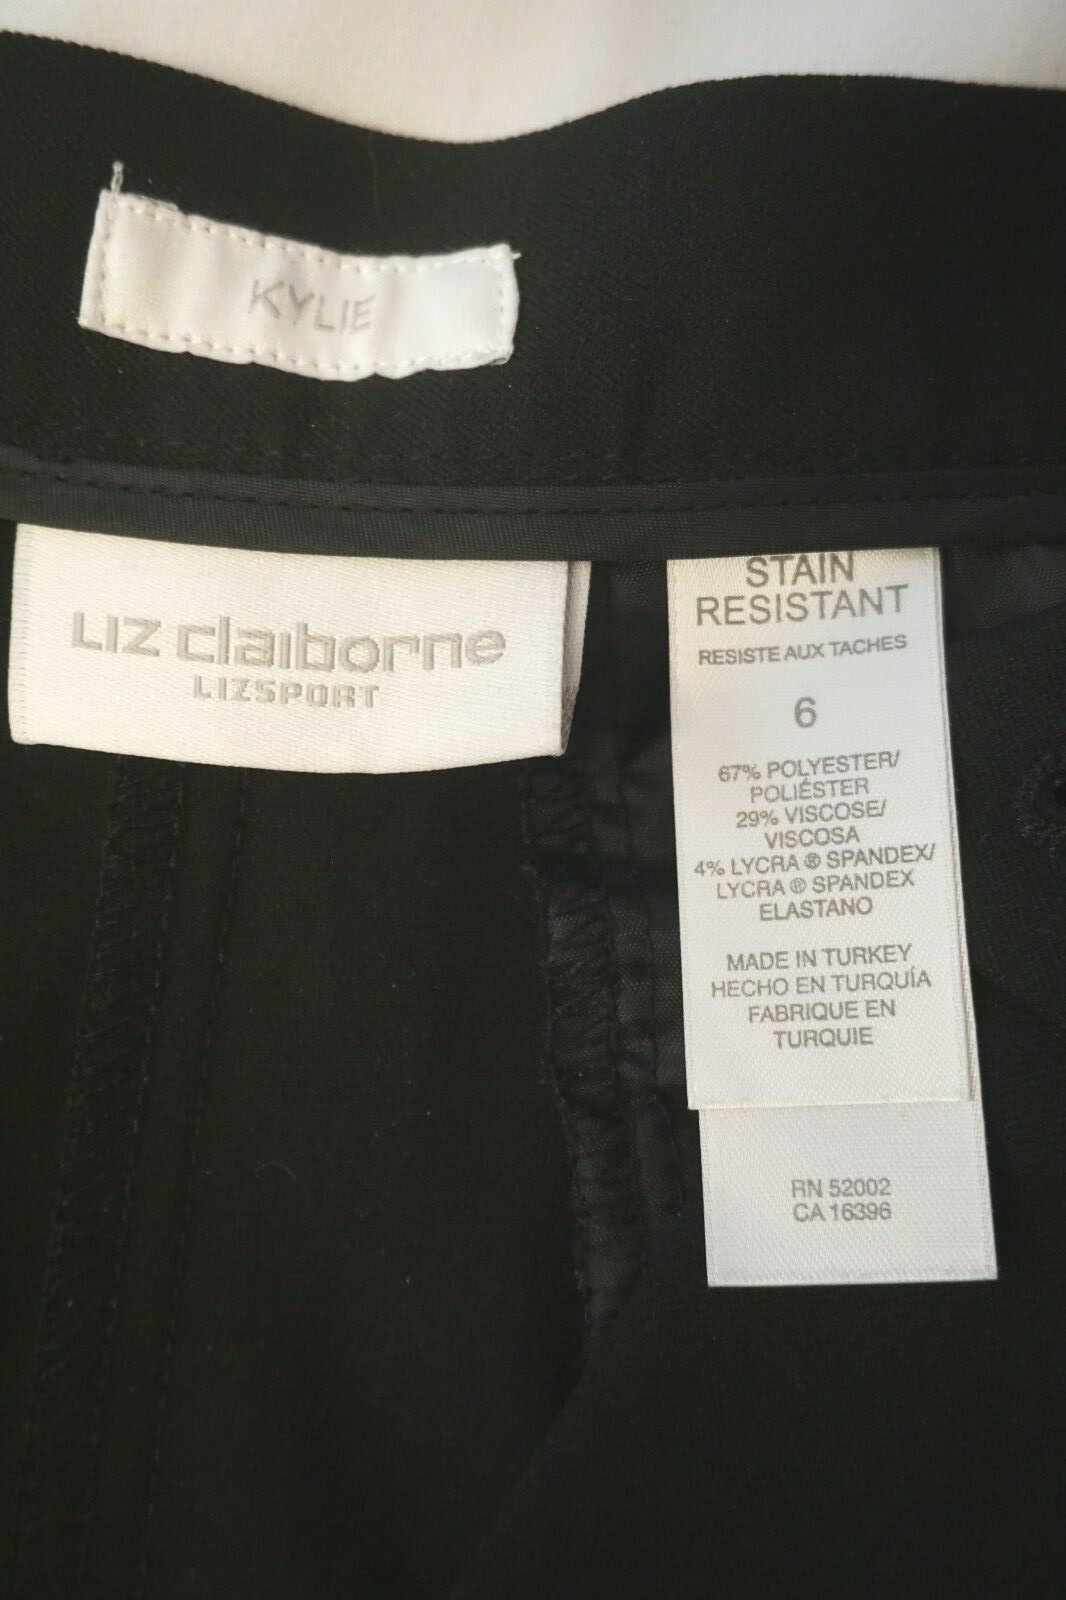 KYLIE
LIZ claiborne
LIZSPORT
STAIN
RESISTANT
RESISTE AUX TACHES
6
67% POLYESTER/
POLIÉSTER
29% VISCOSE/
VISCOSA
4% LYCRA ® SPANDEX/
LYCRA ® SPANDEX
ELASTANO
MADE IN TURKEY
HECHO EN TURQUÍA
FABRIQUE EN
TURQUIE
RN 52002
CA 16396